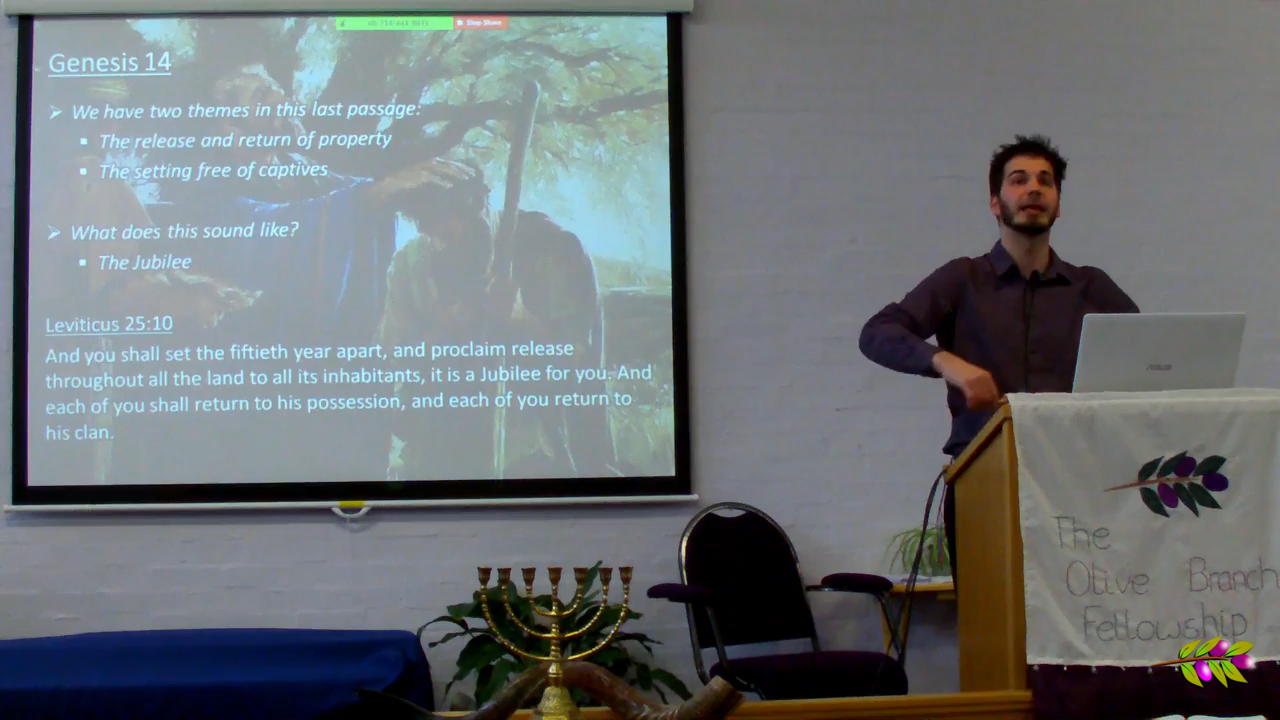 Stop Share
Genesis 14
➢ We have two themes in this last passage:
▪ The release and return of property
▪ The setting free of captives
➢ What does this sound like?
▪ The Jubilee
Leviticus 25:10
And you shall set the fiftieth year apart, and proclaim release
throughout all the land to all its inhabitants, it is a Jubilee for you. And
each of you shall return to his possession, and each of you return to
his clan.
ASUS
The
Olive Branch
Fellowship